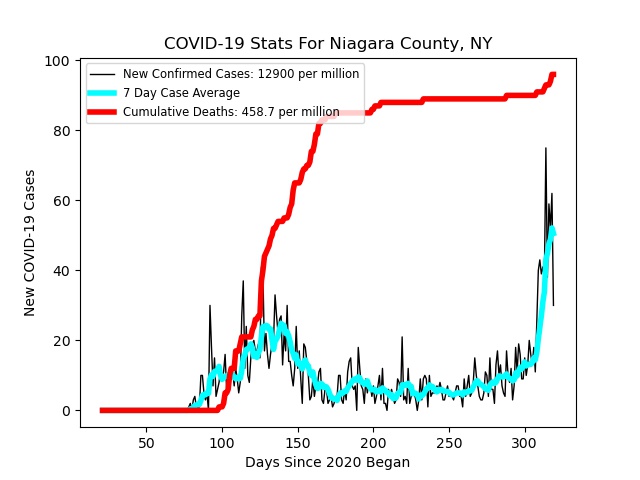 COVID-19 Stats For Niagara County, NY
New Confirmed Cases: 12900 per million
7 Day Case Average
Cumulative Deaths: 458.7 per million
New COVID-19 Cases
100
80
60
40
20
0
50
100
150
200
250
300
Days Since 2020 Began